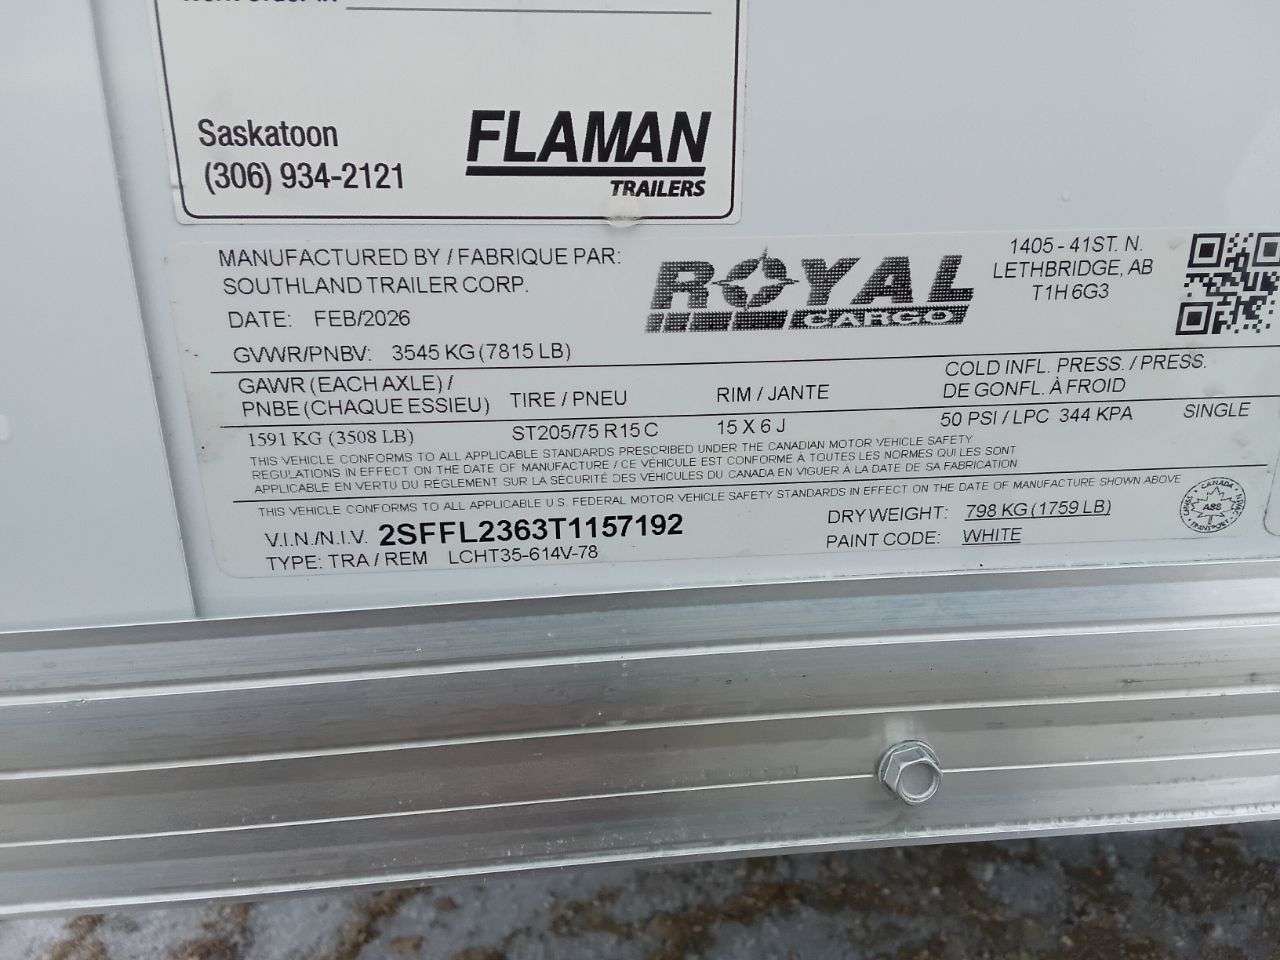 Saskatoon
(306) 934-2121
FLAMAN
TRAILERS
MANUFACTURED BY / FABRIQUE PAR:
SOUTHLAND TRAILER CORP.
DATE: FEB/2026
ROYAL
CARGO
1405 - 41ST. N.
LETHBRIDGE, AB
T1H 6G3
GVWR/PNBV: 3545 KG (7815 LB)
GAWR (EACH AXLE) /
PNBE (CHAQUE ESSIEU)
TIRE / PNEU
RIM / JANTE
COLD INFL. PRESS. / PRESS.
DE GONFL. À FROID
1591 KG (3508 LB)
ST205/75 R15 C
15 X 6 J
50 PSI / LPC 344 KPA
SINGLE
THIS VEHICLE CONFORMS TO ALL APPLICABLE STANDARDS PRESCRIBED UNDER THE CANADIAN MOTOR VEHICLE SAFETY
REGULATIONS IN EFFECT ON THE DATE OF MANUFACTURE / CE VÉHICULE EST CONFORME À TOUTES LES NORMES QUI LES SONT
APPLICABLE EN VERTU DU RÈGLEMENT SUR LA SÉCURITÉ DES VÉHICULES DU CANADA EN VIGUER À LA DATE DE SA FABRICATION
THIS VEHICLE CONFORMS TO ALL APPLICABLE U.S. FEDERAL MOTOR VEHICLE SAFETY STANDARDS IN EFFECT ON THE DATE OF MANUFACTURE SHOWN ABOVE
V.I.N./N.I.V. 2SFFL2363T1157192
TYPE: TRA / REM LCHT35-614V-78
DRY WEIGHT: 798 KG (1759 LB)
PAINT CODE: WHITE
CANADA
ABS
TRANSPORT